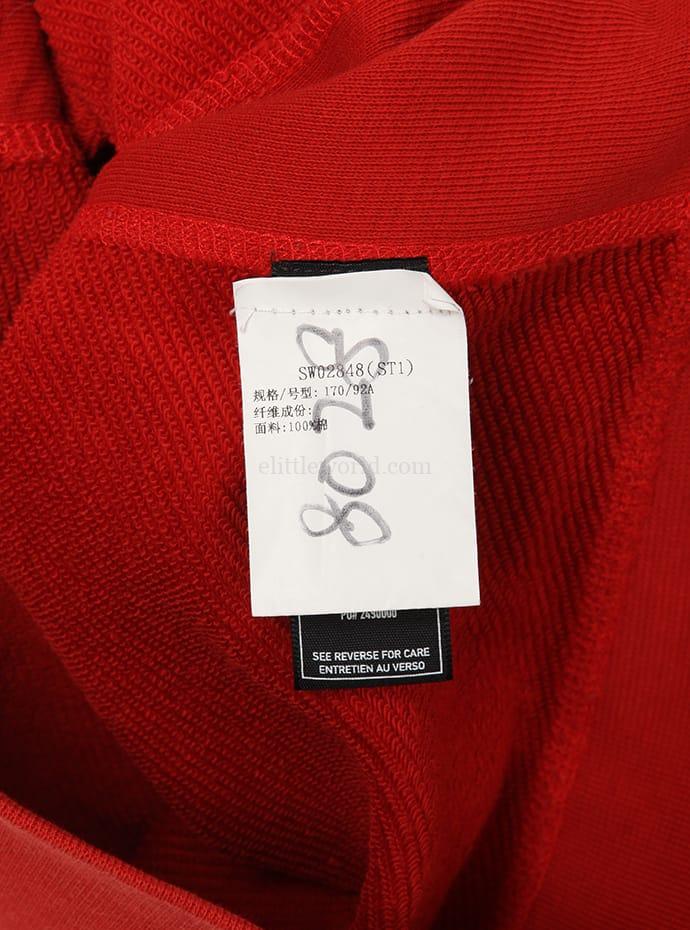 SW02848(ST1)
规格/号型: 170/92A
纤维成份:
面料:100%棉
8028
elittleworld.com
PO#
SEE REVERSE FOR CARE
ENTRETIEN AU VERSO